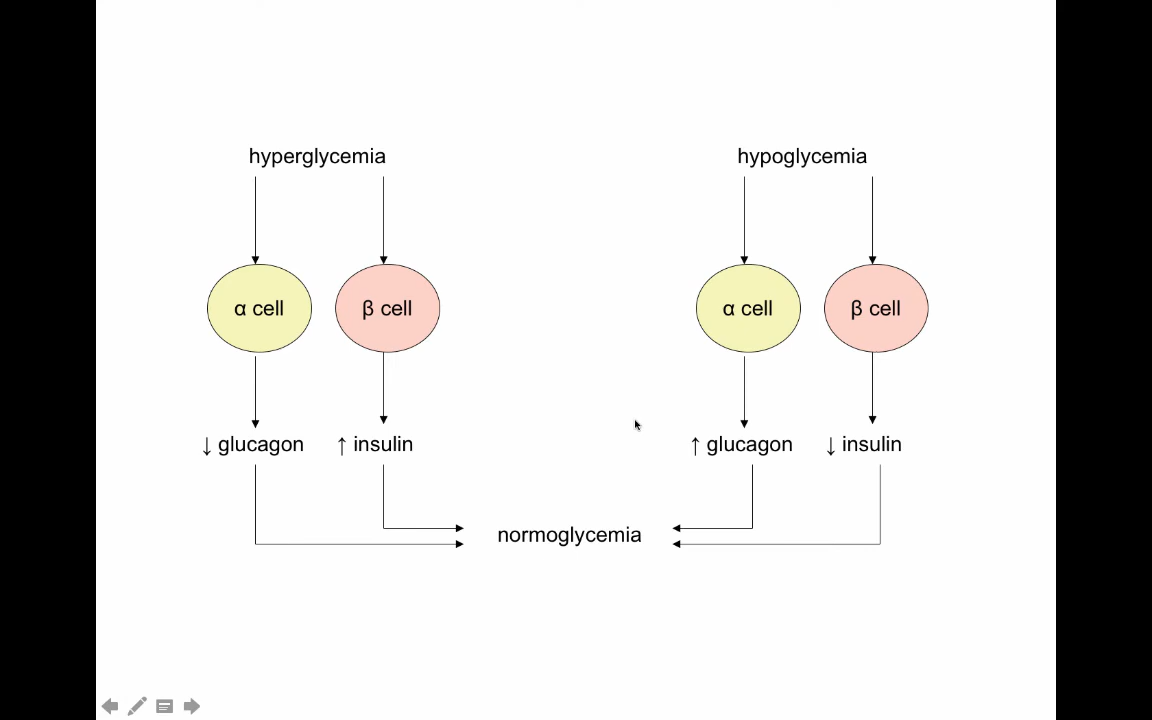 hyperglycemia
hypoglycemia
α cell
β cell
α cell
β cell
↓ glucagon
↑ insulin
↑ glucagon
↓ insulin
normoglycemia